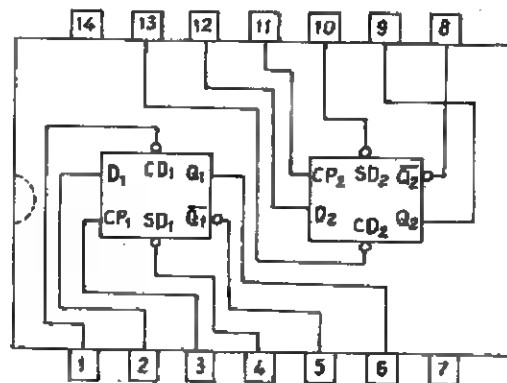 14 13 12 11 10 9 8
D₁ CD₁ Q₁
CP₁ SD₁ Q̅₁
CP₂ SD₂ Q̅₂
D₂ CD₂ Q₂
1 2 3 4 5 6 7